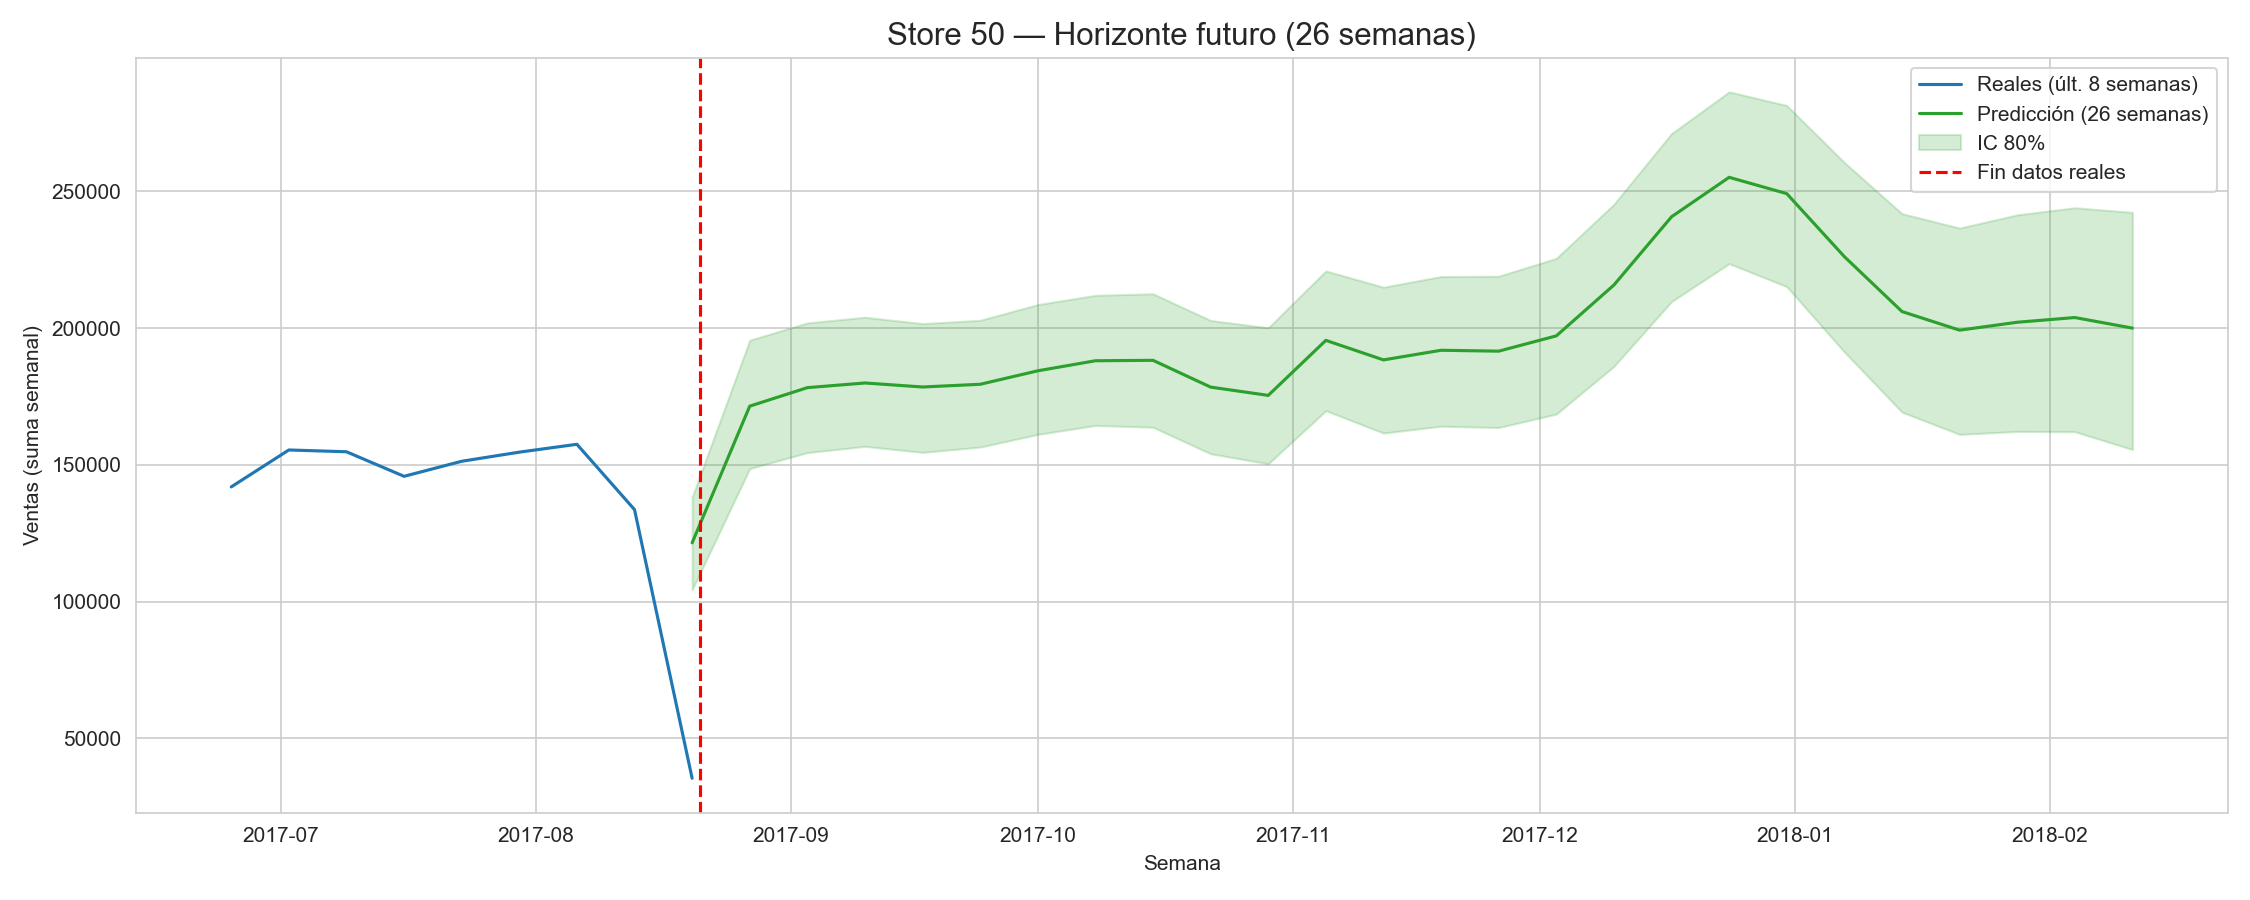 Store 50 — Horizonte futuro (26 semanas)
Reales (últ. 8 semanas)
Predicción (26 semanas)
IC 80%
Fin datos reales
Ventas (suma semanal)
250000
200000
150000
100000
50000
2017-07
2017-08
2017-09
2017-10
2017-11
2017-12
2018-01
2018-02
Semana